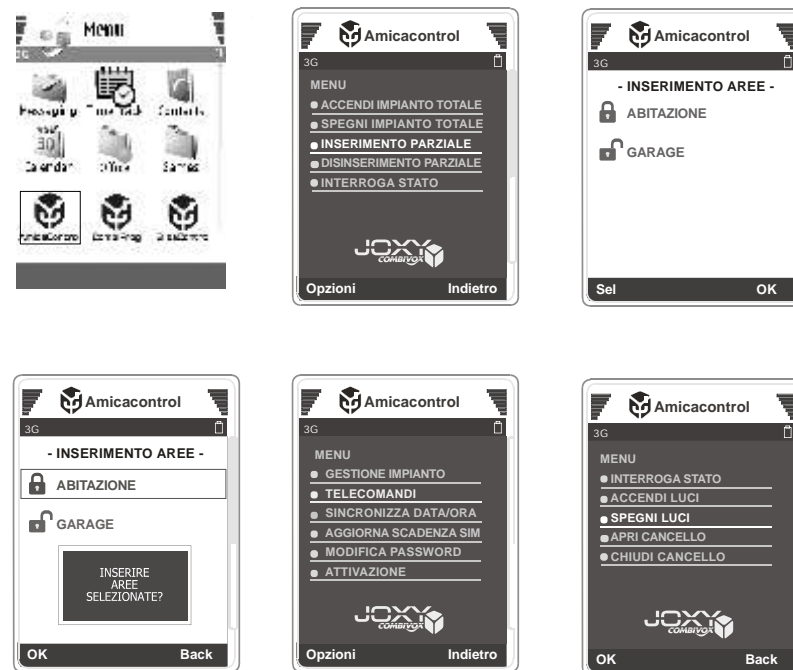 Menu
Messaging
Contacts
Calendar
Office
Games
Amicacontrol
3G
MENU
ACCENDI IMPIANTO TOTALE
SPEGNI IMPIANTO TOTALE
INSERIMENTO PARZIALE
DISINSERIMENTO PARZIALE
INTERROGA STATO
JOXY
COMBIVOX
Opzioni Indietro
Amicacontrol
3G
- INSERIMENTO AREE -
ABITAZIONE
GARAGE
Sel OK
Amicacontrol
3G
- INSERIMENTO AREE -
ABITAZIONE
GARAGE
INSERIRE
AREE
SELEZIONATE?
OK Back
Amicacontrol
3G
MENU
GESTIONE IMPIANTO
TELECOMANDI
SINCRONIZZA DATA/ORA
AGGIORNA SCADENZA SIM
MODIFICA PASSWORD
ATTIVAZIONE
JOXY
COMBIVOX
Opzioni Indietro
Amicacontrol
3G
MENU
INTERROGA STATO
ACCENDI LUCI
SPEGNI LUCI
APRI CANCELLO
CHIUDI CANCELLO
JOXY
COMBIVOX
OK Back